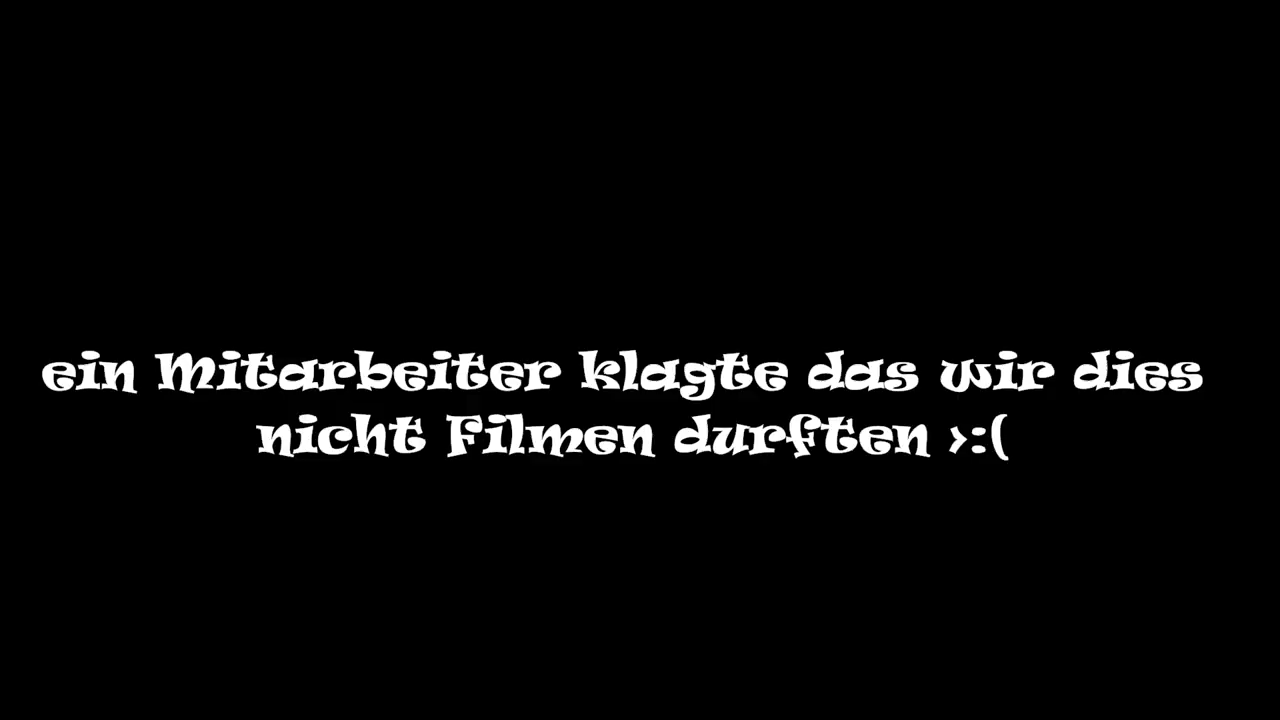 ein Mitarbeiter klagte das wir dies
nicht Filmen durften >:(